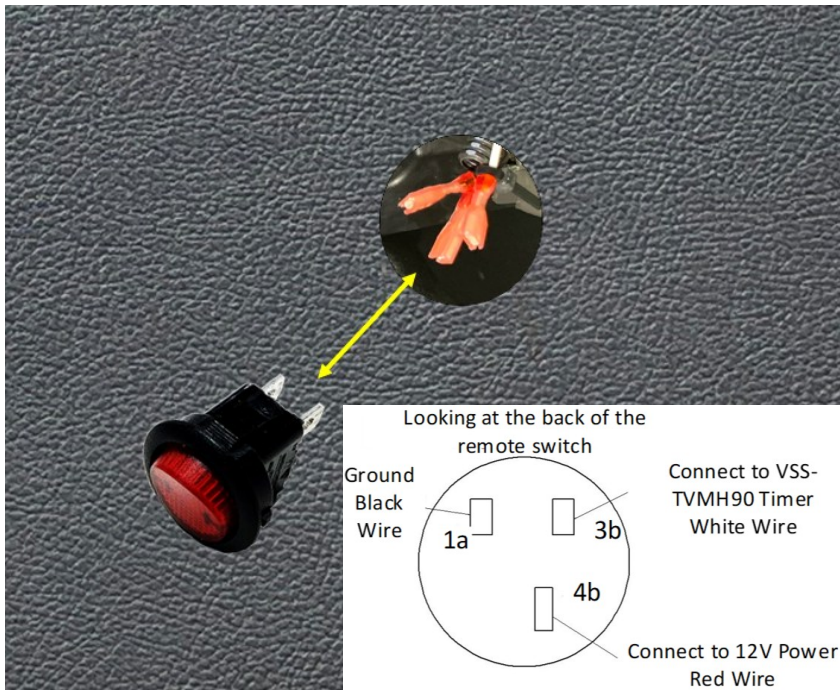 Looking at the back of the
remote switch
Ground
Black
Wire
1a
Connect to VSS-
TVMH90 Timer
White Wire
3b
4b
Connect to 12V Power
Red Wire